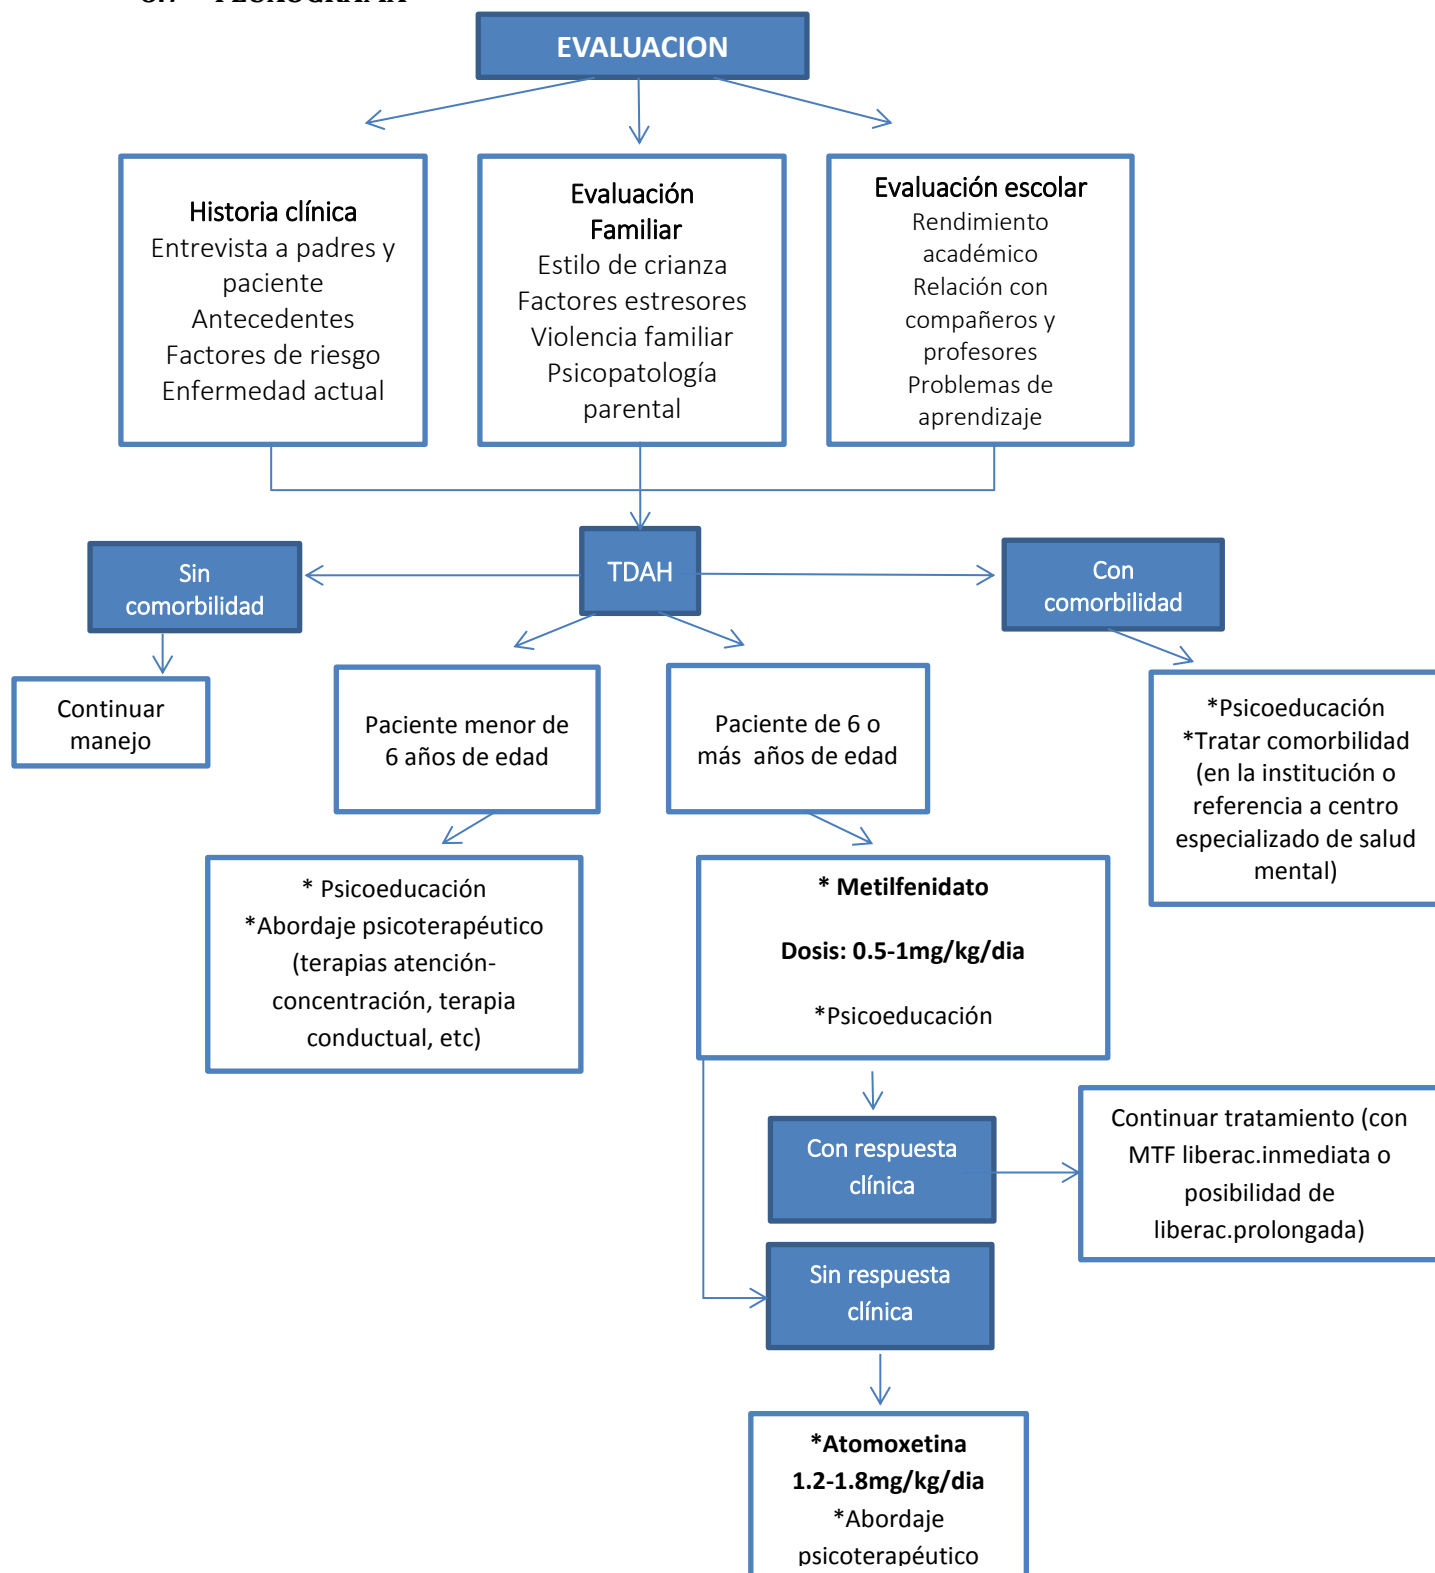 EVALUACION
Historia clínica
Entrevista a padres y
paciente
Antecedentes
Factores de riesgo
Enfermedad actual
Evaluación
Familiar
Estilo de crianza
Factores estresores
Violencia familiar
Psicopatología
parental
Evaluación escolar
Rendimiento
académico
Relación con
compañeros y
profesores
Problemas de
aprendizaje
Sin
comorbilidad
TDAH
Con
comorbilidad
Continuar
manejo
Paciente menor de
6 años de edad
Paciente de 6 o
más años de edad
*Psicoeducación
*Tratar comorbilidad
(en la institución o
referencia a centro
especializado de salud
mental)
* Psicoeducación
*Abordaje psicoterapéutico
(terapias atención-
concentración, terapia
conductual, etc)
* Metilfenidato
Dosis: 0.5-1mg/kg/dia
*Psicoeducación
Con respuesta
clínica
Continuar tratamiento (con
MTF liberac.inmediata o
posibilidad de
liberac.prolongada)
Sin respuesta
clínica
*Atomoxetina
1.2-1.8mg/kg/dia
*Abordaje
psicoterapéutico